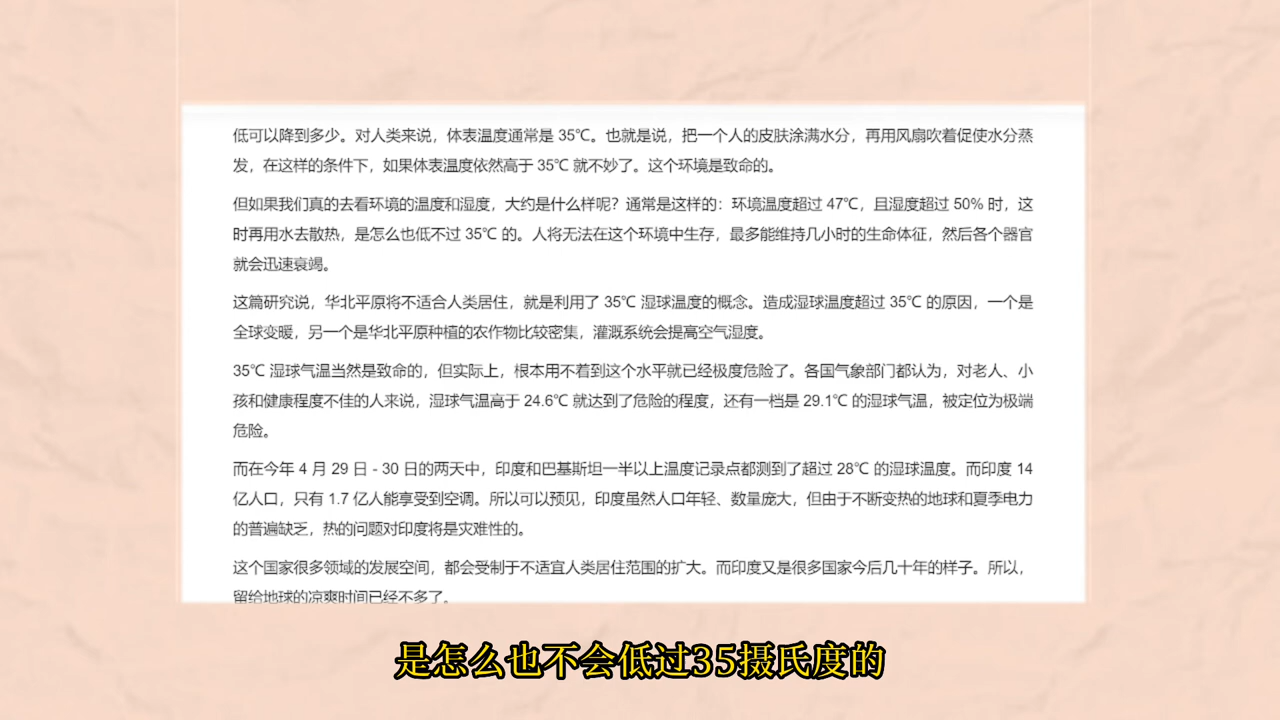 低可以降到多少。对人类来说，体表温度通常是 35℃。也就是说，把一个人的皮肤涂满水分，再用风扇吹着促使水分蒸
发，在这样的条件下，如果体表温度依然高于 35℃ 就不妙了。这个环境是致命的。
但如果我们真的去看环境的温度和湿度，大约是什么样呢？通常是这样的：环境温度超过 47℃，且湿度超过 50% 时，这
时再用水去散热，是怎么也低不过 35℃ 的。人将无法在这个环境中生存，最多能维持几小时的生命体征，然后各个器官
就会迅速衰竭。
这篇研究说，华北平原将不适合人类居住，就是利用了 35℃ 湿球温度的概念。造成湿球温度超过 35℃ 的原因，一个是
全球变暖，另一个是华北平原种植的农作物比较密集，灌溉系统会提高空气湿度。
35℃ 湿球气温当然是致命的，但实际上，根本用不着到这个水平就已经极度危险了。各国气象部门都认为，对老人、小
孩和健康程度不佳的人来说，湿球气温高于 24.6℃ 就达到了危险的程度，还有一档是 29.1℃ 的湿球气温，被定位为极端
危险。
而在今年 4 月 29 日 - 30 日的两天中，印度和巴基斯坦一半以上温度记录点都测到了超过 28℃ 的湿球温度。而印度 14
亿人口，只有 1.7 亿人能享受到空调。所以可以预见，印度虽然人口年轻、数量庞大，但由于不断变热的地球和夏季电力
的普遍缺乏，热的问题对印度将是灾难性的。
这个国家很多领域的发展空间，都会受制于不适宜人类居住范围的扩大。而印度又是很多国家今后几十年的样子。所以，
留给地球的凉爽时间已经不多了。
是怎么也不会低过35摄氏度的